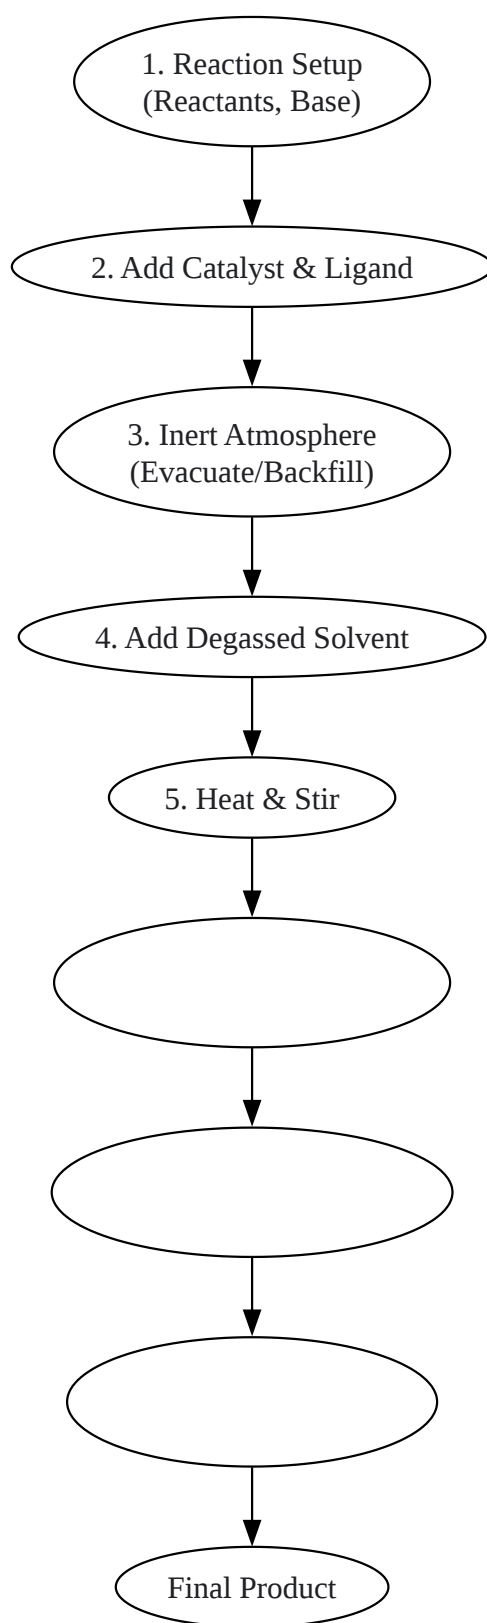 1. Reaction Setup
(Reactants, Base)
2. Add Catalyst & Ligand
3. Inert Atmosphere
(Evacuate/Backfill)
4. Add Degassed Solvent
5. Heat & Stir
Final Product